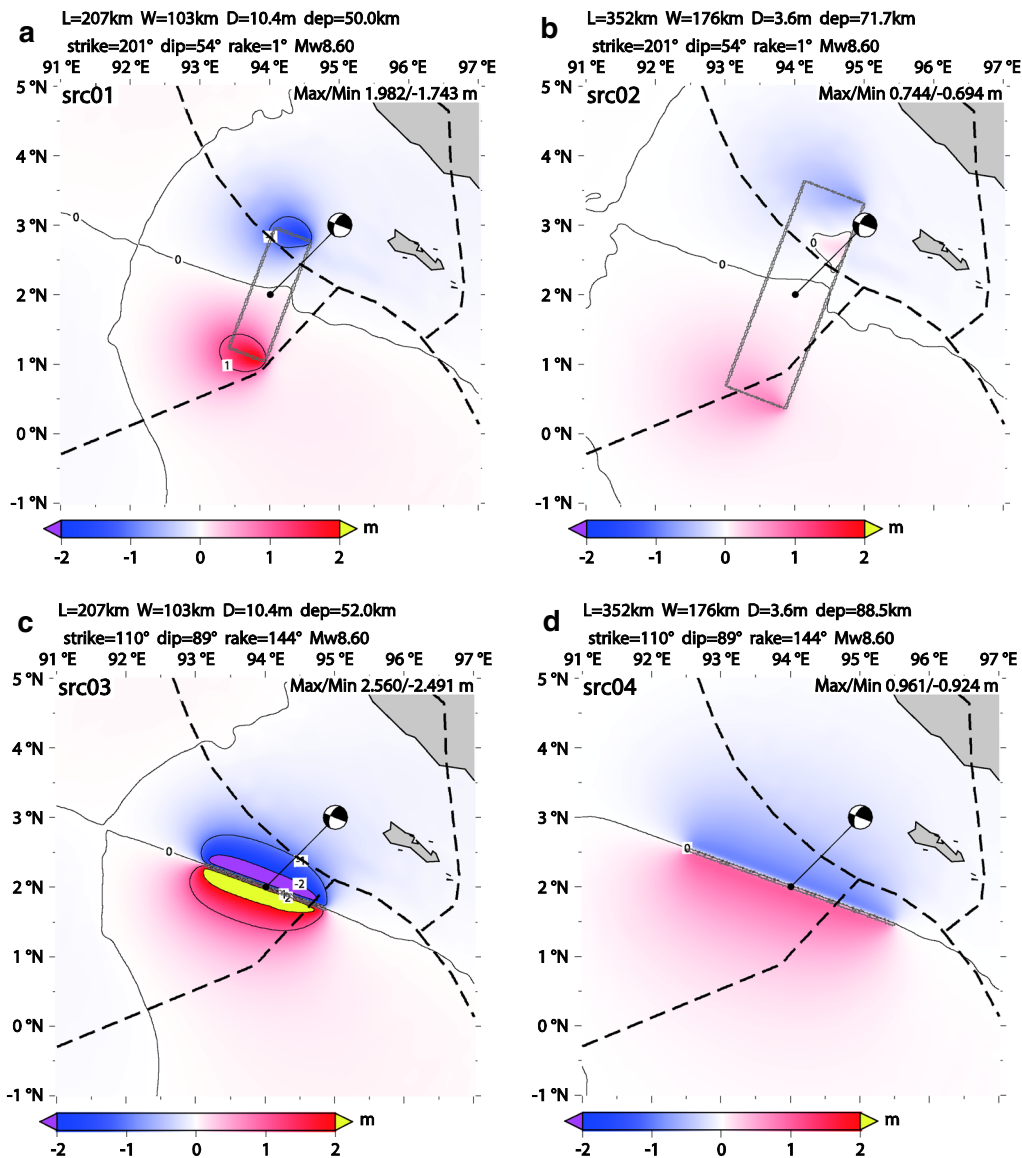 a
L=207km W=103km D=10.4m dep=50.0km
strike=201° dip=54° rake=1° Mw8.60
91°E 92°E 93°E 94°E 95°E 96°E 97°E
5°N
src01
Max/Min 1.982/-1.743 m
4°N
3°N
0
-1
0
2°N
1°N
1
0°N
-1°N
-2 -1 0 1 2 m
b
L=352km W=176km D=3.6m dep=71.7km
strike=201° dip=54° rake=1° Mw8.60
91°E 92°E 93°E 94°E 95°E 96°E 97°E
5°N
src02
Max/Min 0.744/-0.694 m
4°N
3°N
0
0
2°N
1°N
0°N
-1°N
-2 -1 0 1 2 m
c
L=207km W=103km D=10.4m dep=52.0km
strike=110° dip=89° rake=144° Mw8.60
91°E 92°E 93°E 94°E 95°E 96°E 97°E
5°N
src03
Max/Min 2.560/-2.491 m
4°N
3°N
0
-1
-2
2
2°N
1°N
0°N
-1°N
-2 -1 0 1 2 m
d
L=352km W=176km D=3.6m dep=88.5km
strike=110° dip=89° rake=144° Mw8.60
91°E 92°E 93°E 94°E 95°E 96°E 97°E
5°N
src04
Max/Min 0.961/-0.924 m
4°N
3°N
0
2°N
1°N
0°N
-1°N
-2 -1 0 1 2 m